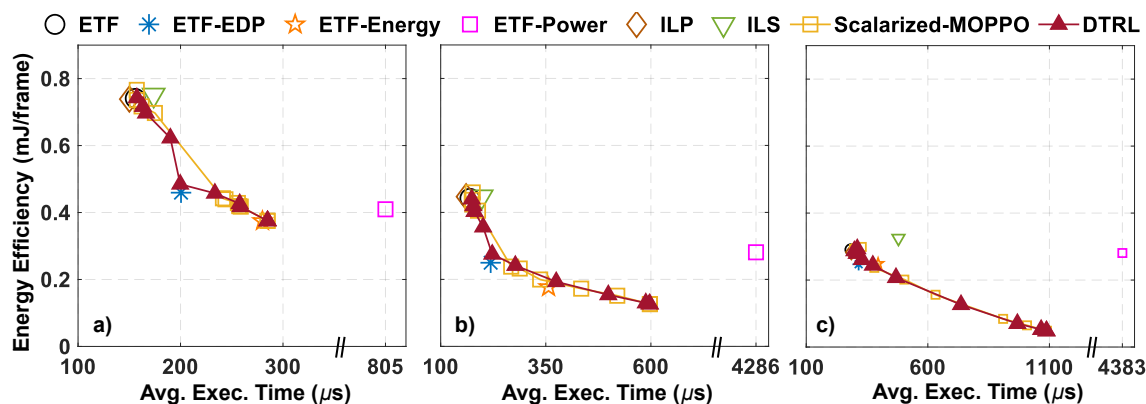 ETF ETF-EDP ETF-Energy ETF-Power ILP ILS Scalarized-MOPPO DTRL
Energy Efficiency (mJ/frame)
0.8
0.6
0.4
0.2
0
a) b) c)
100 200 300 // 805 100 350 600 // 4286 100 600 1100 // 4383
Avg. Exec. Time (μs) Avg. Exec. Time (μs) Avg. Exec. Time (μs)